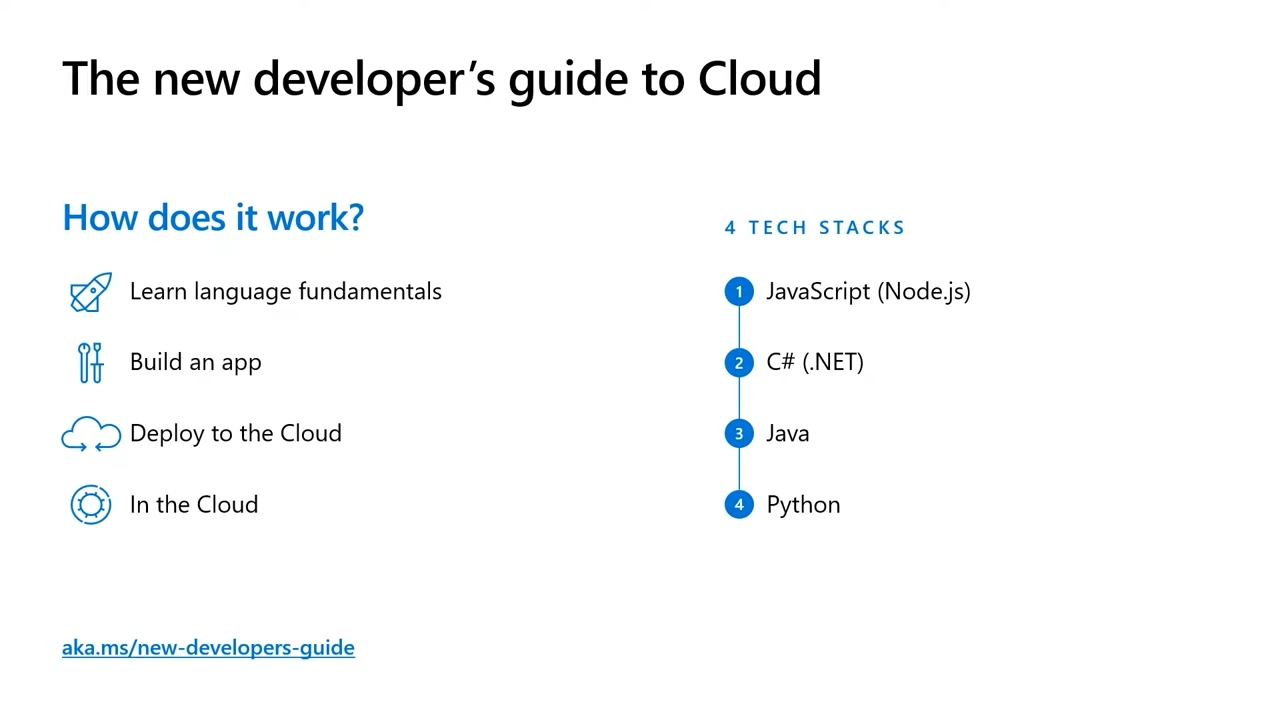 The new developer’s guide to Cloud
How does it work?
Learn language fundamentals
Build an app
Deploy to the Cloud
In the Cloud
4 TECH STACKS
1 JavaScript (Node.js)
2 C# (.NET)
3 Java
4 Python
aka.ms/new-developers-guide